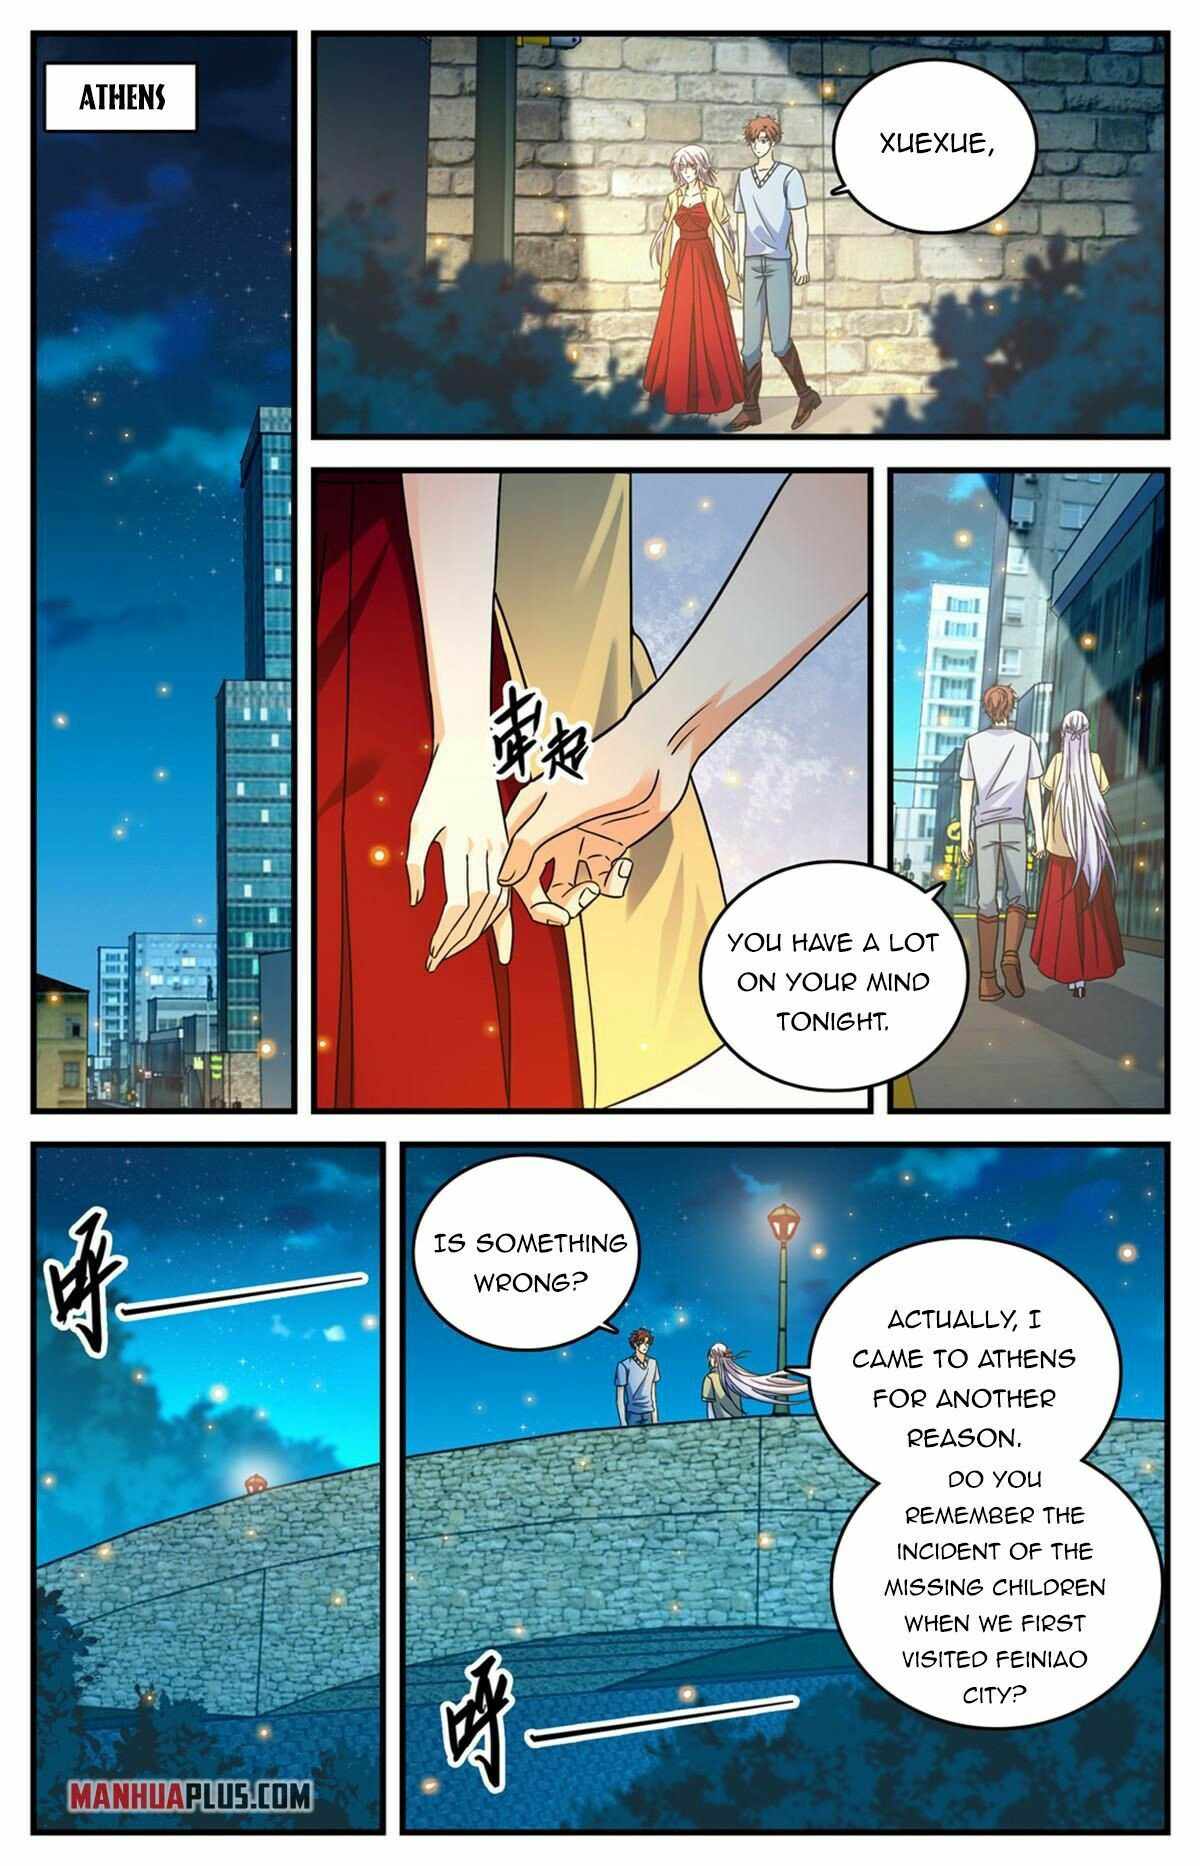 ATHENS
XUEXUE,
牽起
YOU HAVE A LOT
ON YOUR MIND
TONIGHT.
呼——
IS SOMETHING
WRONG?
ACTUALLY, I
CAME TO ATHENS
FOR ANOTHER
REASON.
DO YOU
REMEMBER THE
INCIDENT OF THE
MISSING CHILDREN
WHEN WE FIRST
VISITED FEINIAO
CITY?
呼——
MANHUAPLUS.COM